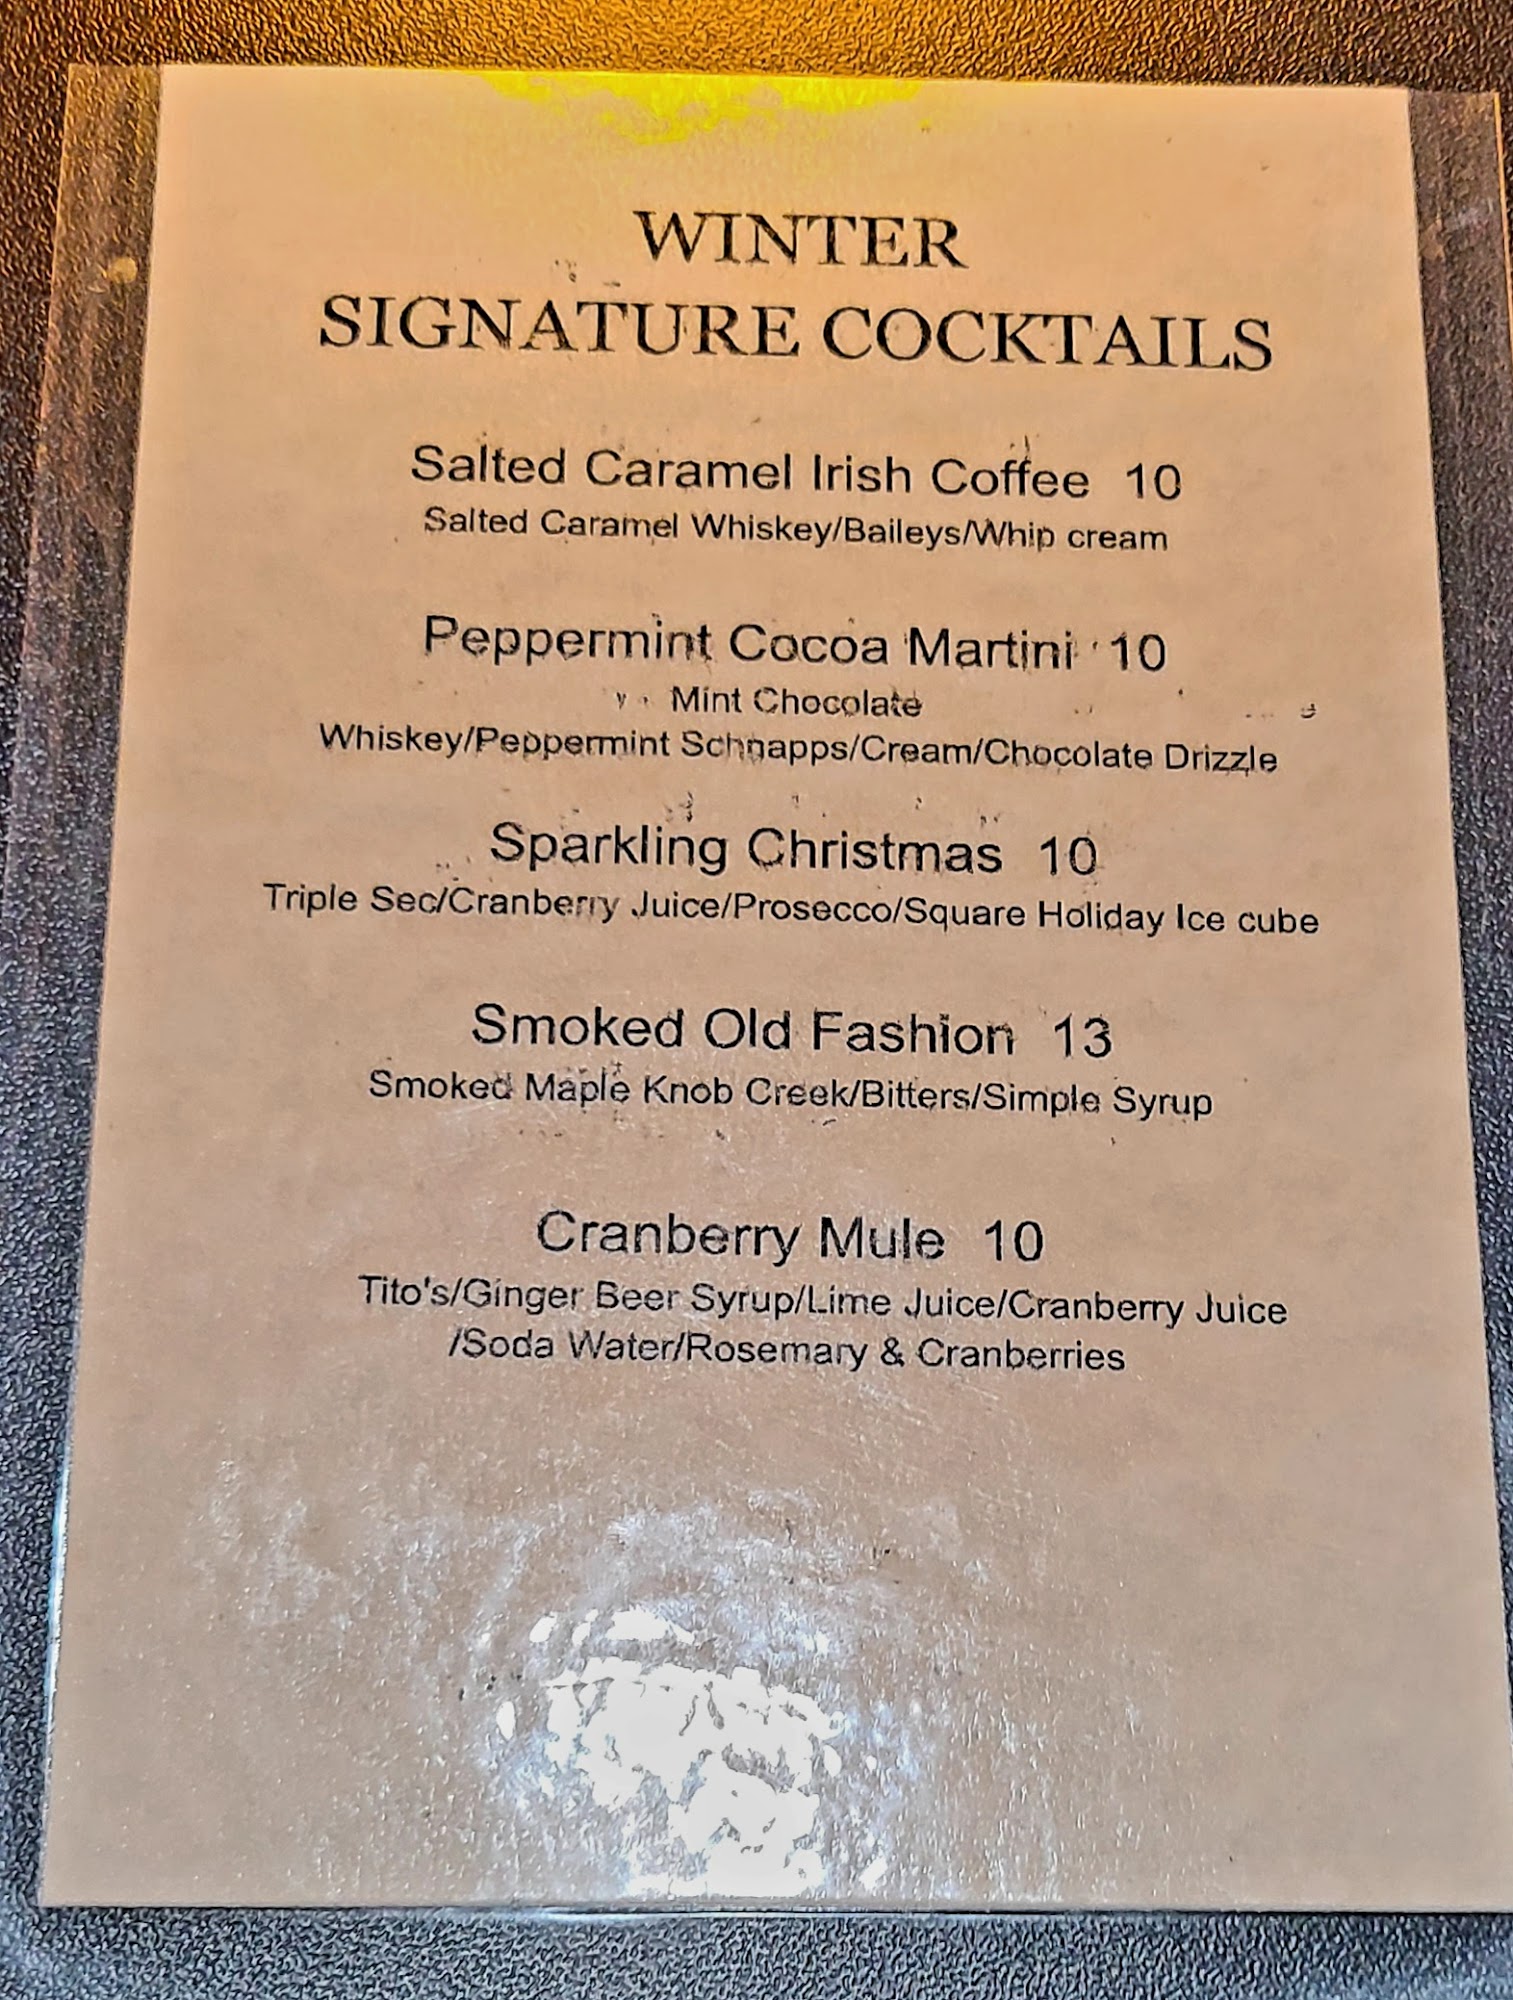 WINTER
SIGNATURE COCKTAILS
Salted Caramel Irish Coffee 10
Salted Caramel Whiskey/Baileys/Whip cream
Peppermint Cocoa Martini 10
Mint Chocolate
Whiskey/Peppermint Schnapps/Cream/Chocolate Drizzle
Sparkling Christmas 10
Triple Sec/Cranberry Juice/Prosecco/Square Holiday Ice cube
Smoked Old Fashion 13
Smoked Maple Knob Creek/Bitters/Simple Syrup
Cranberry Mule 10
Tito's/Ginger Beer Syrup/Lime Juice/Cranberry Juice
/Soda Water/Rosemary & Cranberries